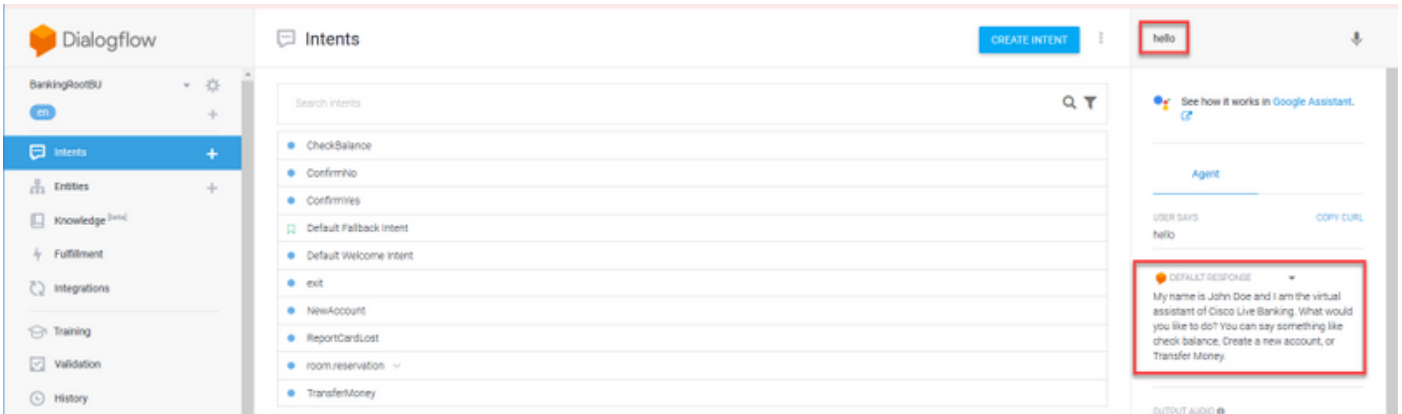 Dialogflow
BankingRootBU
en
Intents
Entities
Knowledge [beta]
Fulfillment
Integrations
Training
Validation
History
Intents
CREATE INTENT
Search intents
CheckBalance
ConfirmNo
ConfirmYes
Default Fallback Intent
Default Welcome Intent
exit
NewAccount
ReportCardLost
room.reservation
TransferMoney
hello
See how it works in Google Assistant.
Agent
USER SAYS COPY CURL
hello
DEFAULT RESPONSE
My name is John Doe and I am the virtual
assistant of Cisco Live Banking. What would
you like to do? You can say something like
check balance, Create a new account, or
Transfer Money.
OUTPUT AUDIO